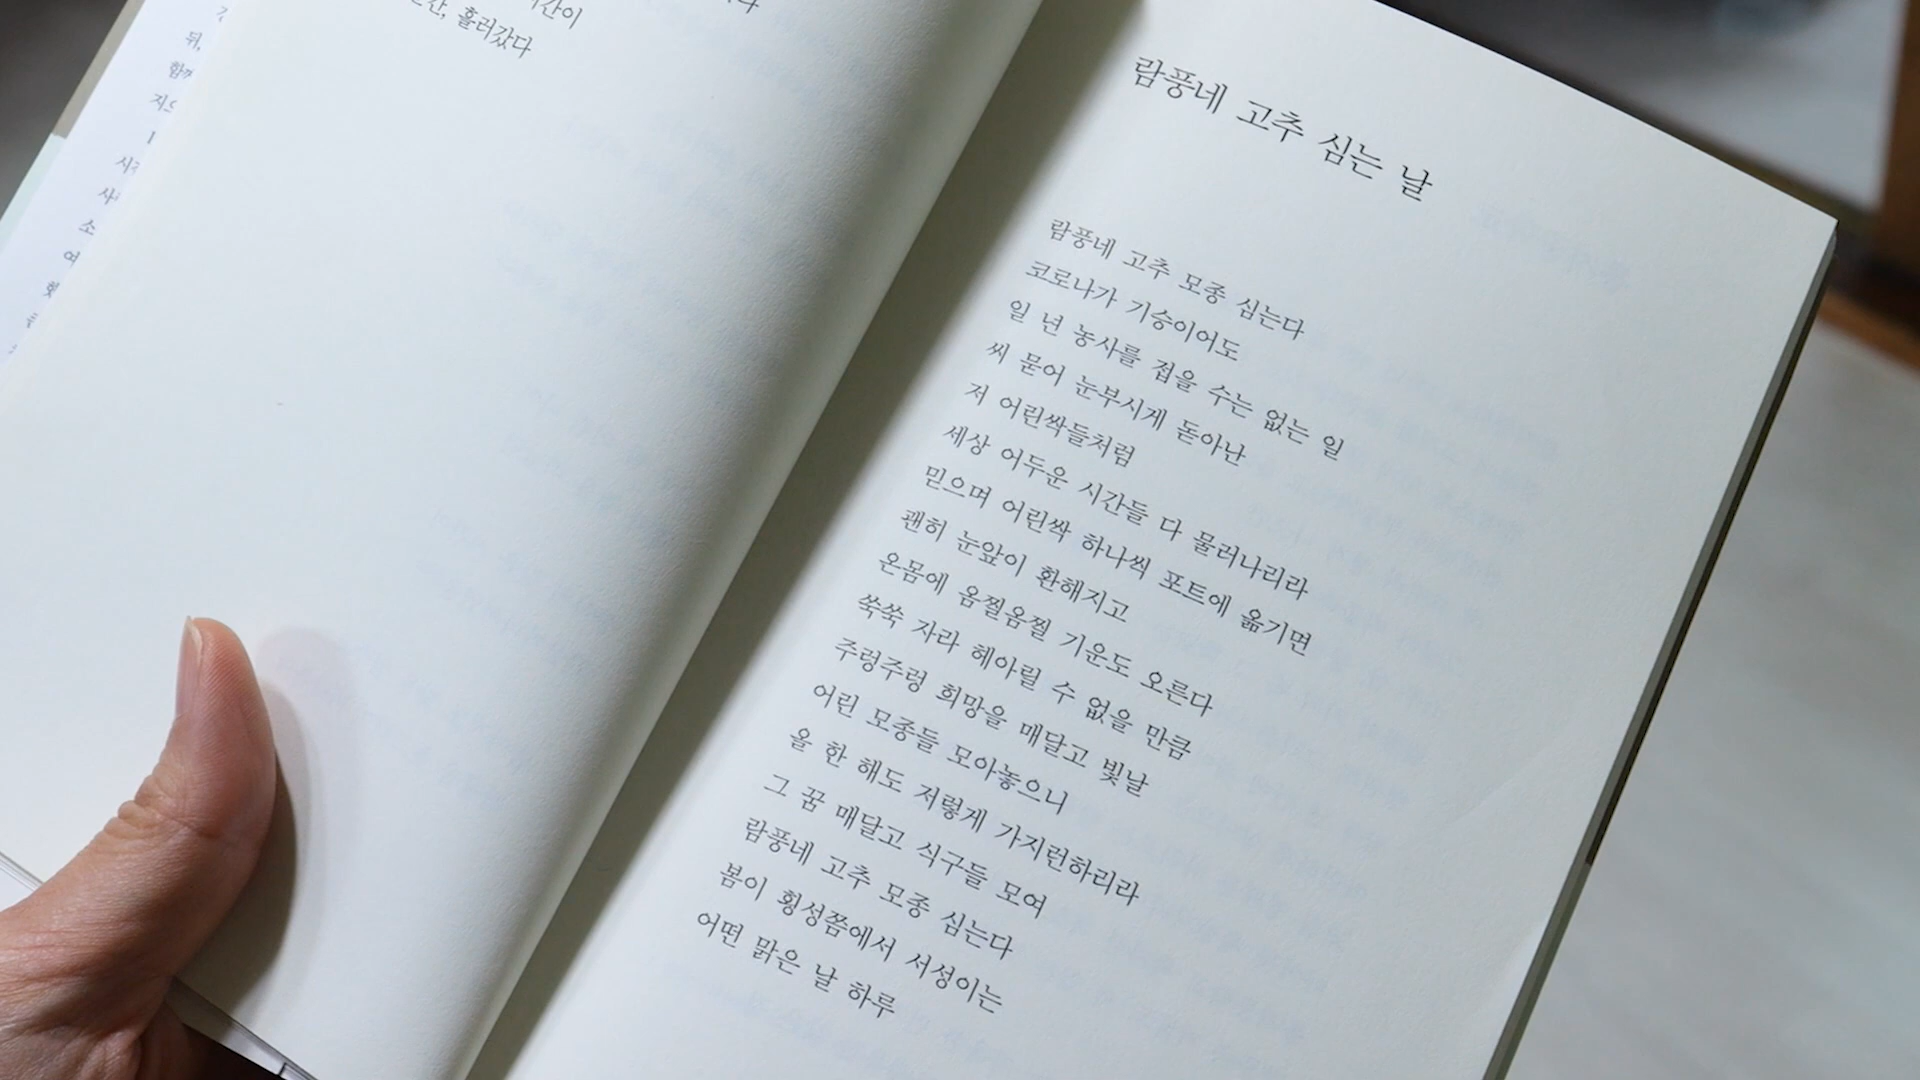 흘러갔다
뒤,
소
람풍네 고추 심는 날
람풍네 고추 모종 심는다
코로나가 기승이어도
일 년 농사를 접을 수는 없는 일
씨 묻어 눈부시게 돋아난
저 어린싹들처럼
세상 어두운 시간들 다 물러나리라
믿으며 어린싹 하나씩 포트에 옮기면
괜히 눈앞이 환해지고
온몸에 옴찔옴찔 기운도 오른다
쑥쑥 자라 헤아릴 수 없을 만큼
주렁주렁 희망을 매달고 빛날
어린 모종들 모아놓으니
올 한 해도 저렇게 가지런하리라
그 꿈 매달고 식구들 모여
람풍네 고추 모종 심는다
봄이 횡성쯤에서 서성이는
어떤 맑은 날 하루